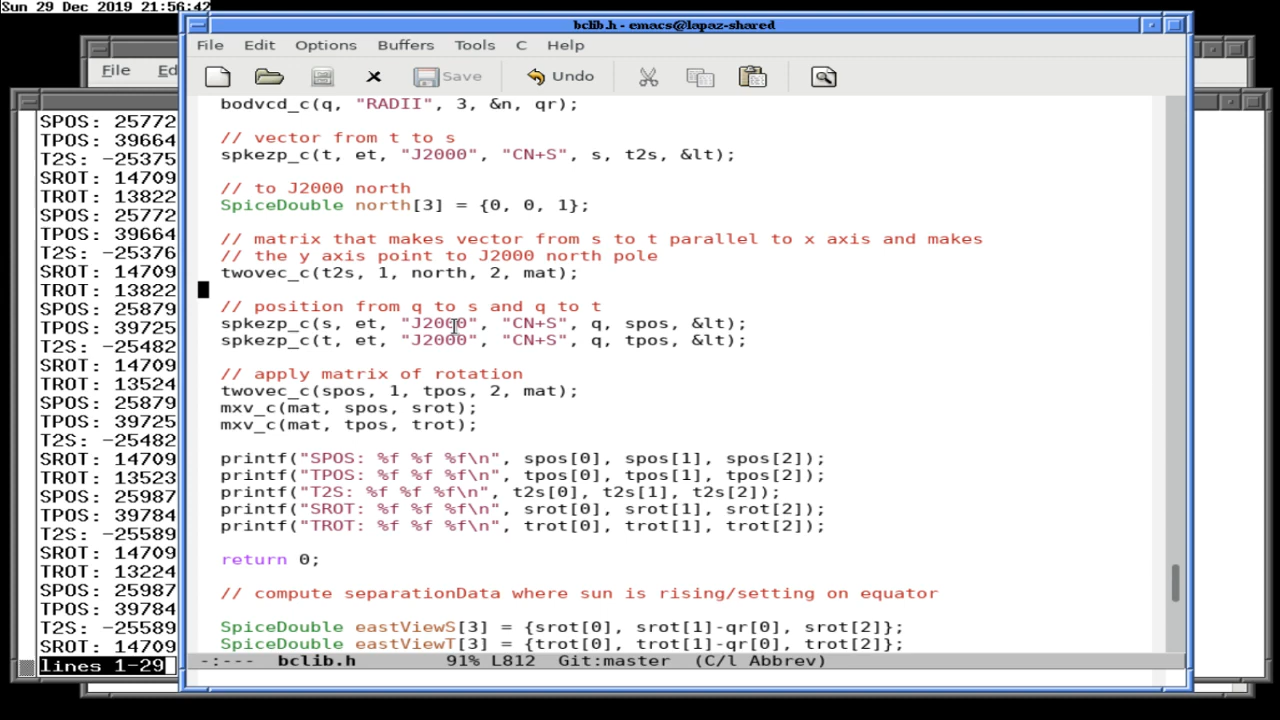 Sun 29 Dec 2019 21:56:42
bclib.h - emacs@lapaz-shared
File Edit Options Buffers Tools C Help
File Ed
Save Undo
bodvcd_c(q, "RADII", 3, &n, qr);
// vector from t to s
spkezp_c(t, et, "J2000", "CN+S", s, t2s, &lt);
// to J2000 north
SpiceDouble north[3] = {0, 0, 1};
// matrix that makes vector from s to t parallel to x axis and makes
// the y axis point to J2000 north pole
twovec_c(t2s, 1, north, 2, mat);
// position from q to s and q to t
spkezp_c(s, et, "J2000", "CN+S", q, spos, &lt);
spkezp_c(t, et, "J2000", "CN+S", q, tpos, &lt);
// apply matrix of rotation
twovec_c(spos, 1, tpos, 2, mat);
mxv_c(mat, spos, srot);
mxv_c(mat, tpos, trot);
printf("SPOS: %f %f %f\n", spos[0], spos[1], spos[2]);
printf("TPOS: %f %f %f\n", tpos[0], tpos[1], tpos[2]);
printf("T2S: %f %f %f\n", t2s[0], t2s[1], t2s[2]);
printf("SROT: %f %f %f\n", srot[0], srot[1], srot[2]);
printf("TROT: %f %f %f\n", trot[0], trot[1], trot[2]);
return 0;
// compute separationData where sun is rising/setting on equator
SpiceDouble eastViewS[3] = {srot[0], srot[1]-qr[0], srot[2]};
SpiceDouble eastViewT[3] = {trot[0], trot[1]-qr[0], trot[2]};
-:--- bclib.h 91% L812 Git:master (C/l Abbrev)
SPOS: 25772
TPOS: 39664
T2S: -25375
SROT: 14709
TROT: 13822
SPOS: 25772
TPOS: 39664
T2S: -25376
SROT: 14709
TROT: 13822
SPOS: 25879
TPOS: 39725
T2S: -25482
SROT: 14709
TROT: 13524
SPOS: 25879
TPOS: 39725
T2S: -25482
SROT: 14709
TROT: 13523
SPOS: 25987
TPOS: 39784
T2S: -25589
SROT: 14709
TROT: 13224
SPOS: 25987
TPOS: 39784
T2S: -25589
SROT: 14709
lines 1-29